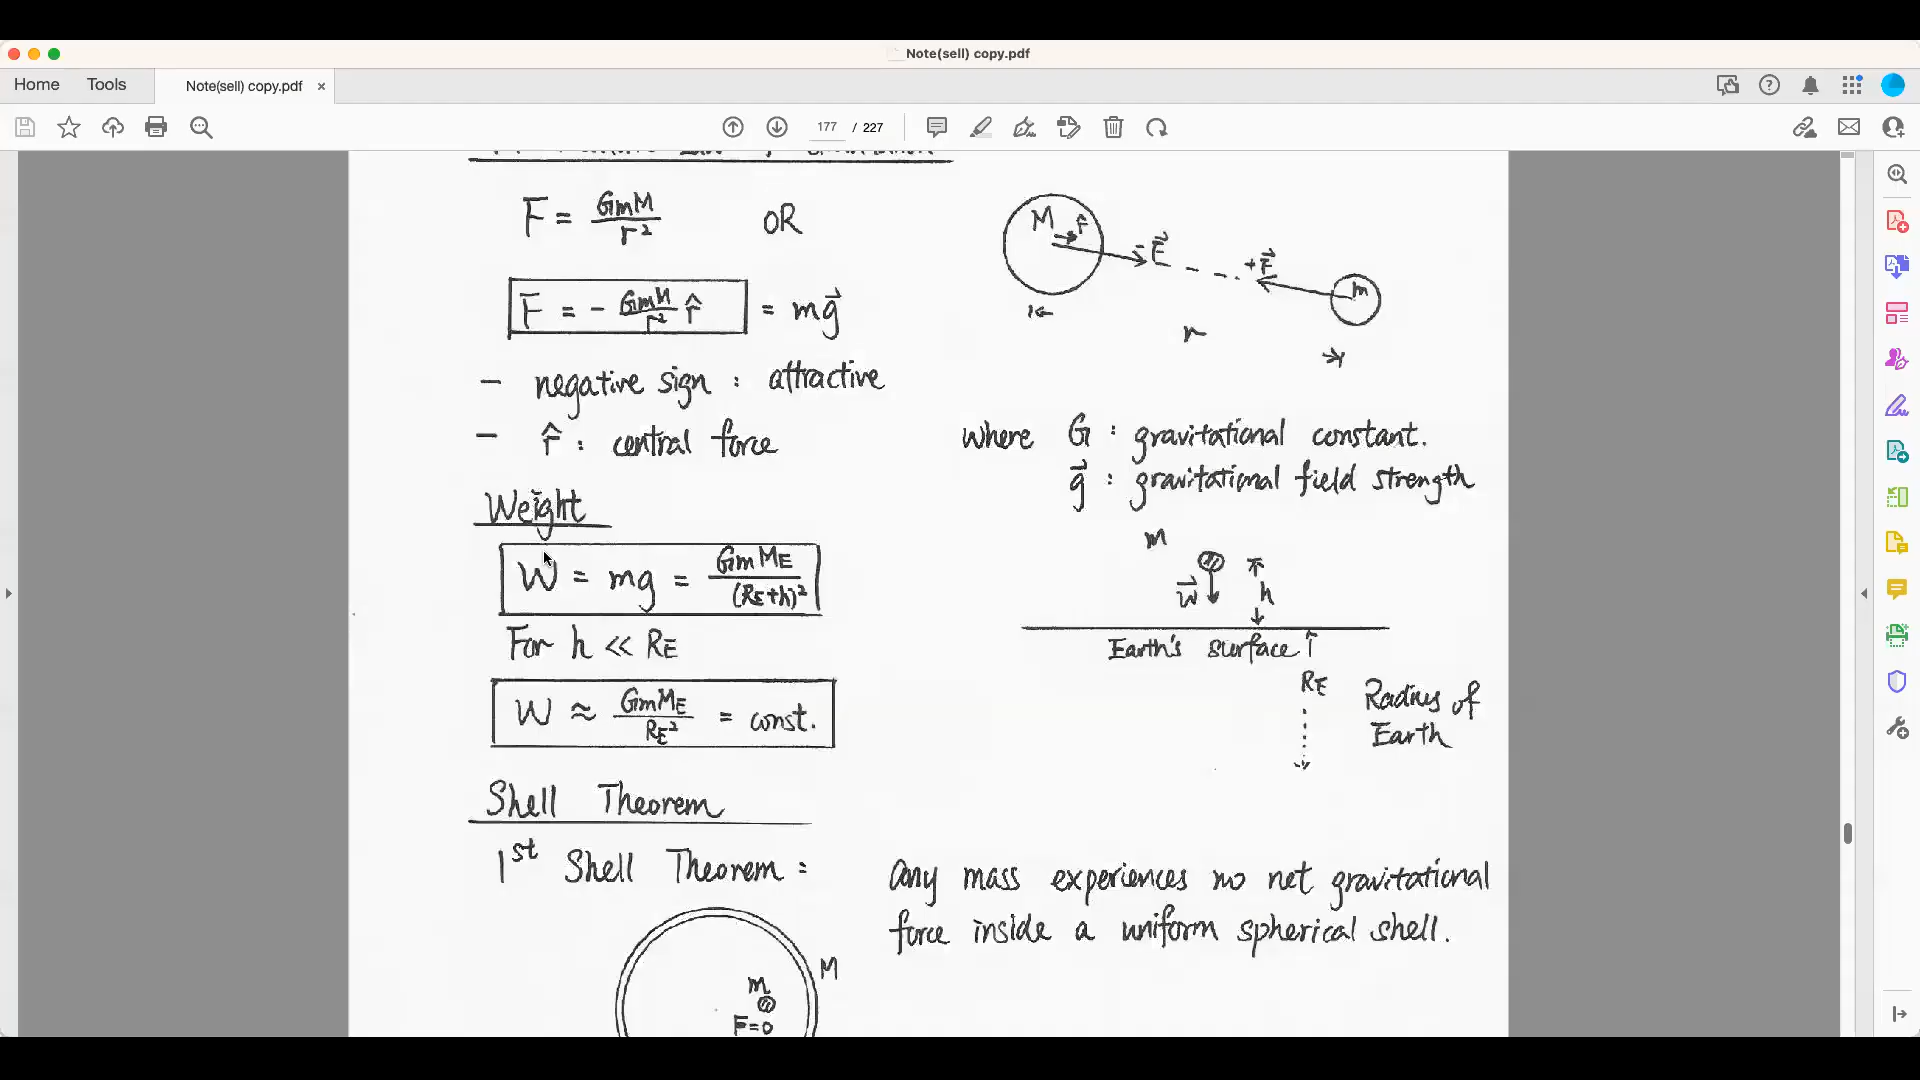 Note(sell) copy.pdf
Home Tools Note(sell) copy.pdf ×
177 / 227
F = GmM/r² OR
F = - GmM/r² r̂ = mg⃗
- negative sign : attractive
- r̂ : central force
M r̂ -F⃗ +F⃗ m
r
where G : gravitational constant.
g⃗ : gravitational field strength
Weight
W = mg = GmME/(RE+h)²
For h << RE
W ≈ GmME/RE² = const.
m
W⃗ h
Earth's surface
RE Radius of
Earth
Shell Theorem
1st Shell Theorem : Any mass experiences no net gravitational
force inside a uniform spherical shell.
M
m
F=0